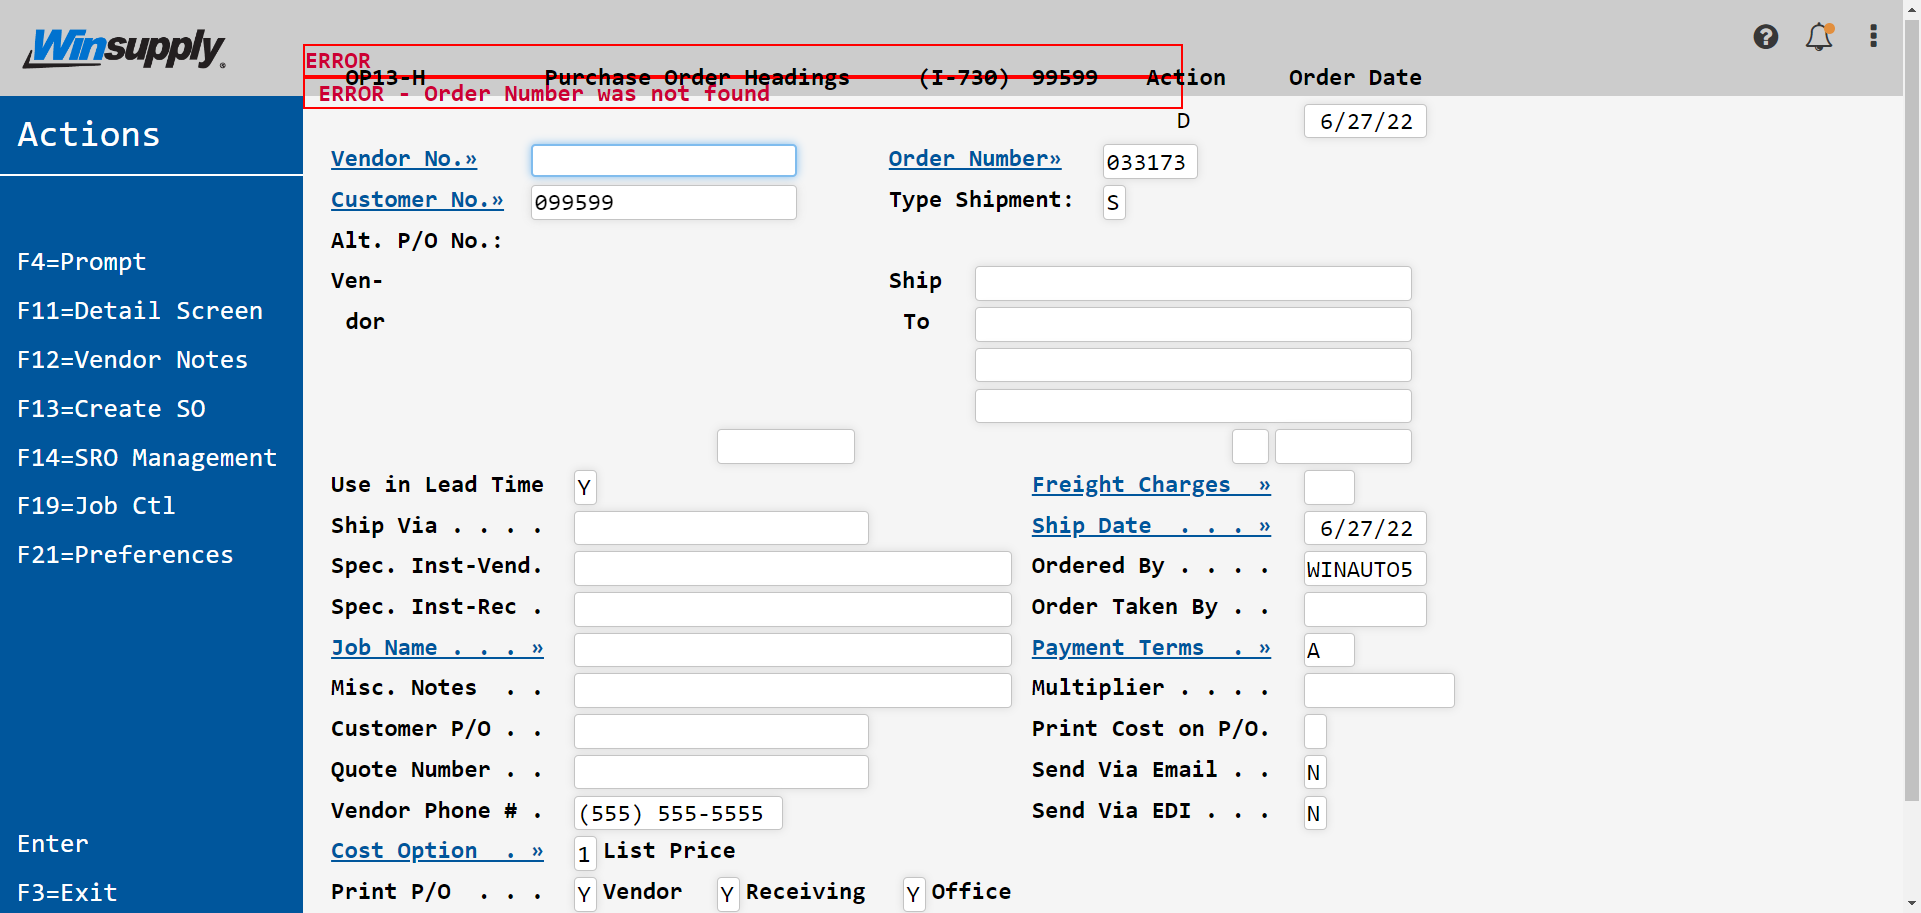 Winsupply
ERROR
OP13-H Purchase Order Headings (I-730) 99599 Action Order Date
ERROR - Order Number was not found
Actions
D 6/27/22
Vendor No.» Order Number» 033173
Customer No.» 099599 Type Shipment: S
Alt. P/O No.:
Ven- Ship
dor To
F4=Prompt
F11=Detail Screen
F12=Vendor Notes
F13=Create SO
F14=SRO Management
F19=Job Ctl
F21=Preferences
Use in Lead Time Y Freight Charges »
Ship Via . . . . Ship Date . . . » 6/27/22
Spec. Inst-Vend. Ordered By . . . . WINAUTO5
Spec. Inst-Rec . Order Taken By . .
Job Name . . . » Payment Terms . » A
Misc. Notes . . Multiplier . . . .
Customer P/O . . Print Cost on P/O.
Quote Number . . Send Via Email . . N
Vendor Phone # . (555) 555-5555 Send Via EDI . . . N
Cost Option . » 1 List Price
Print P/O . . . Y Vendor Y Receiving Y Office
Enter
F3=Exit